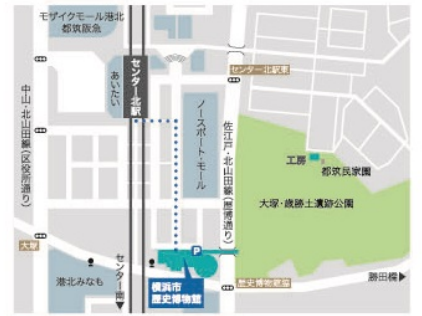 モザイクモール港北
都筑阪急
センター北駅
あいたい
センター北駅東
中山・北山田線(区役所通り)
ノースポート・モール
佐江戸・北山田線(歴博通り)
工房
都筑民家園
大塚・歳勝土遺跡公園
大塚
P
港北みなも
センター南
横浜市
歴史博物館
歴史博物館前
勝田橋